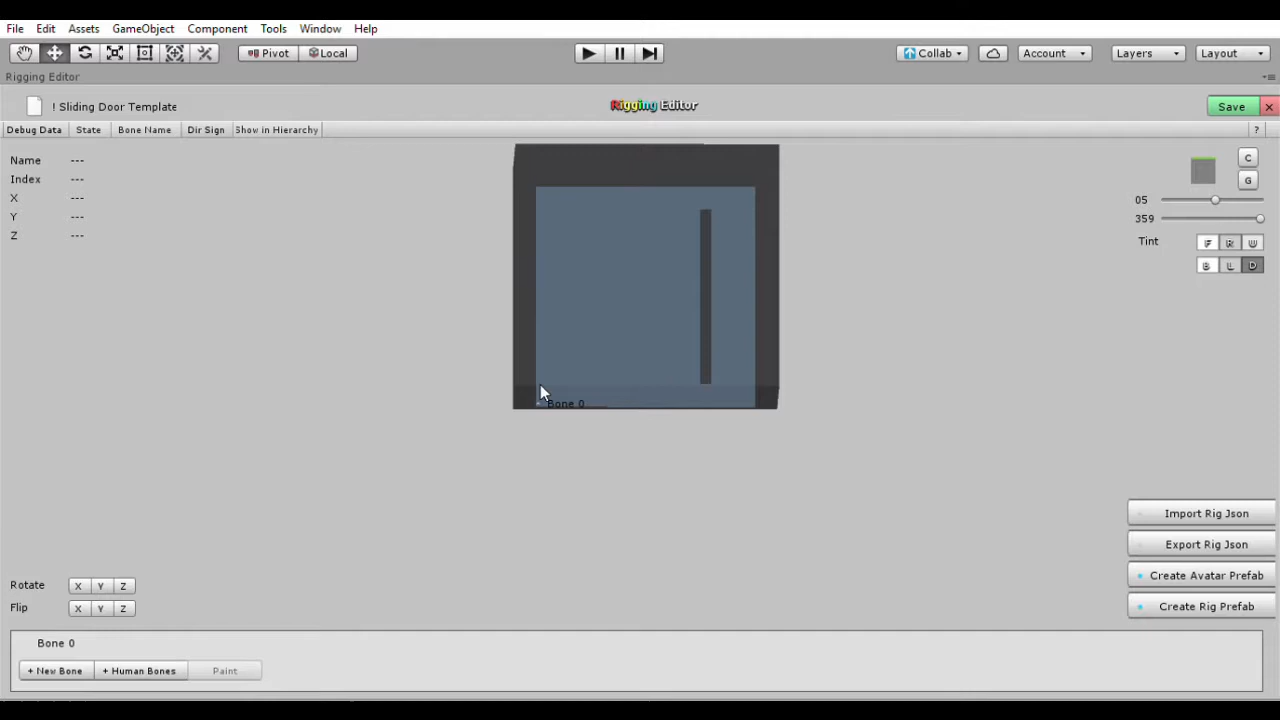 File Edit Assets GameObject Component Tools Window Help
Pivot Local Collab Account Layers Layout
Rigging Editor
! Sliding Door Template Rigging Editor Save
Debug Data State Bone Name Dir Sign Show in Hierarchy ?
Name --- C
Index --- G
X --- 05
Y --- 359
Z --- Tint F R W
B L D
Bone 0
Import Rig Json
Export Rig Json
Create Avatar Prefab
Rotate X Y Z
Create Rig Prefab
Flip X Y Z
Bone 0
+ New Bone + Human Bones Paint